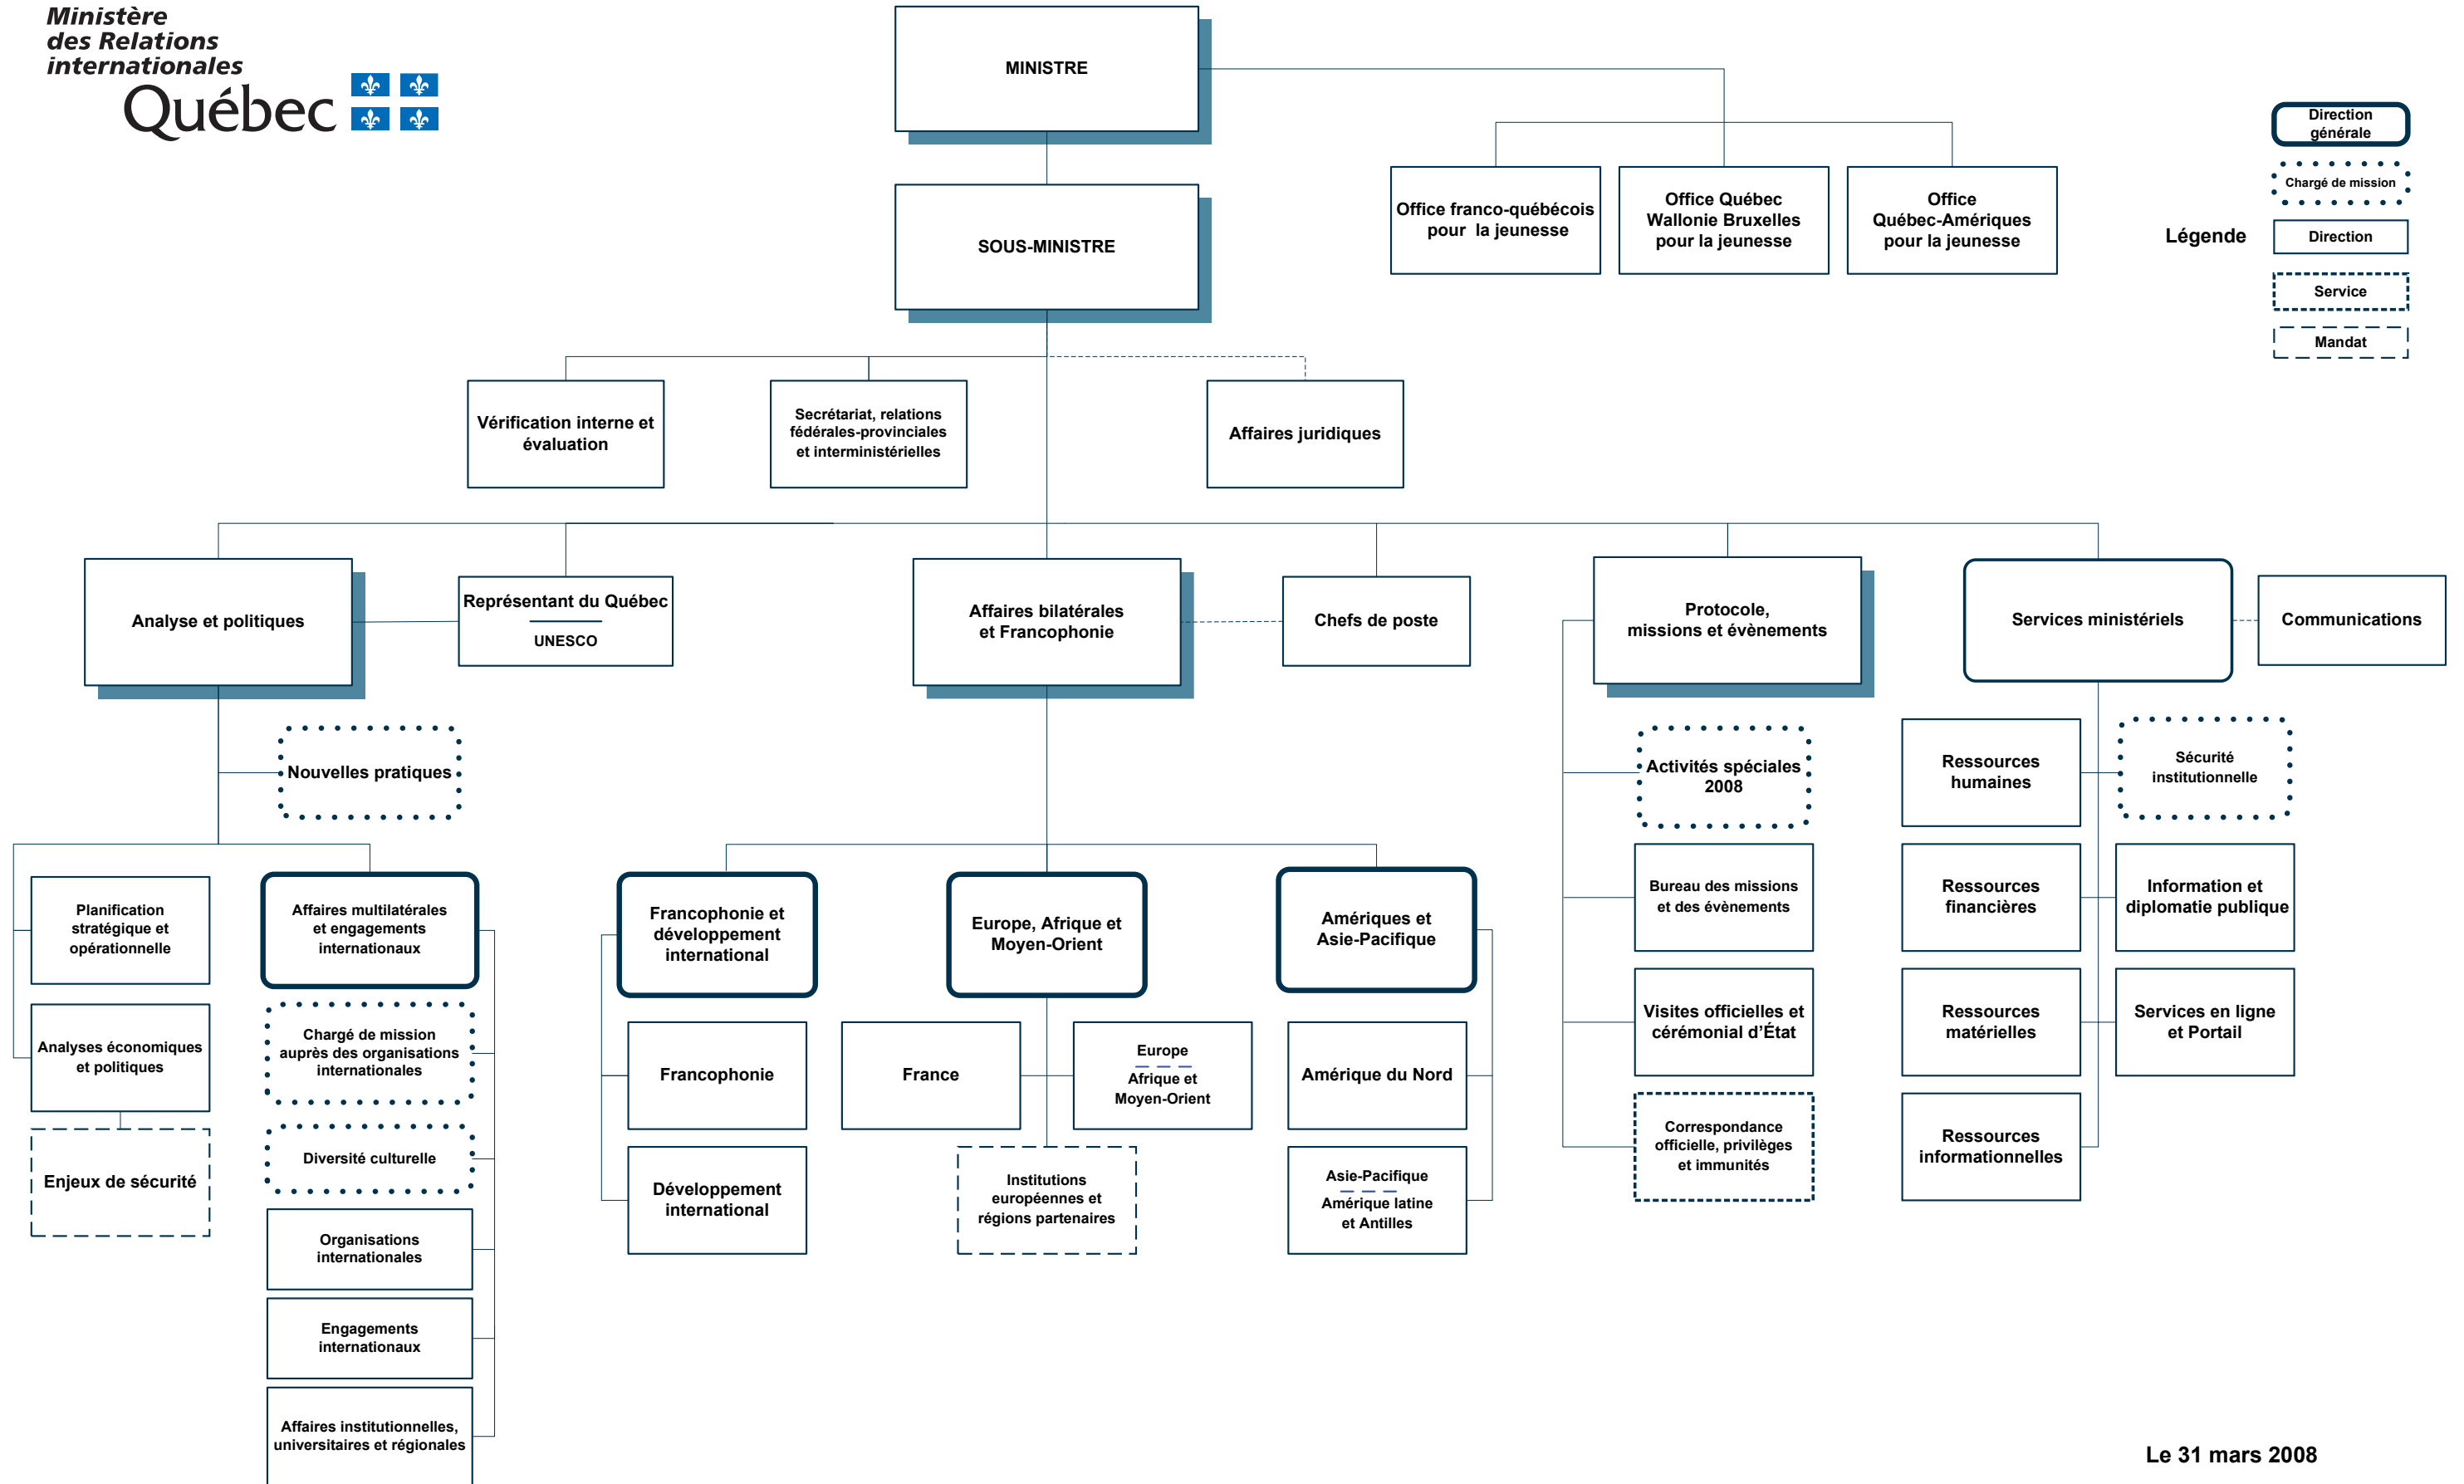 Ministère
des Relations
internationales
Québec
MINISTRE
SOUS-MINISTRE
Office franco-québécois
pour la jeunesse
Office Québec
Wallonie Bruxelles
pour la jeunesse
Office
Québec-Amériques
pour la jeunesse
Légende
Direction
générale
Chargé de mission
Direction
Service
Mandat
Vérification interne et
évaluation
Secrétariat, relations
fédérales-provinciales
et interministérielles
Affaires juridiques
Analyse et politiques
Représentant du Québec
UNESCO
Affaires bilatérales
et Francophonie
Chefs de poste
Protocole,
missions et évènements
Services ministériels
Communications
Nouvelles pratiques
Planification
stratégique et
opérationnelle
Analyses économiques
et politiques
Enjeux de sécurité
Affaires multilatérales
et engagements
internationaux
Chargé de mission
auprès des organisations
internationales
Diversité culturelle
Organisations
internationales
Engagements
internationaux
Affaires institutionnelles,
universitaires et régionales
Francophonie et
développement
international
Francophonie
Développement
international
Europe, Afrique et
Moyen-Orient
France
Europe
Afrique et
Moyen-Orient
Institutions
européennes et
régions partenaires
Amériques et
Asie-Pacifique
Amérique du Nord
Asie-Pacifique
Amérique latine
et Antilles
Activités spéciales
2008
Bureau des missions
et des évènements
Visites officielles et
cérémonial d'État
Correspondance
officielle, privilèges
et immunités
Ressources
humaines
Sécurité
institutionnelle
Ressources
financières
Information et
diplomatie publique
Ressources
matérielles
Services en ligne
et Portail
Ressources
informationnelles
Le 31 mars 2008